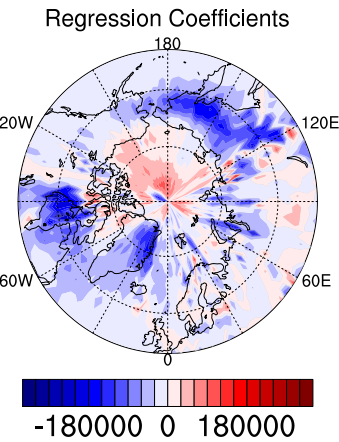 Regression Coefficients
180
20W 120E
60W 60E
0
-180000 0 180000